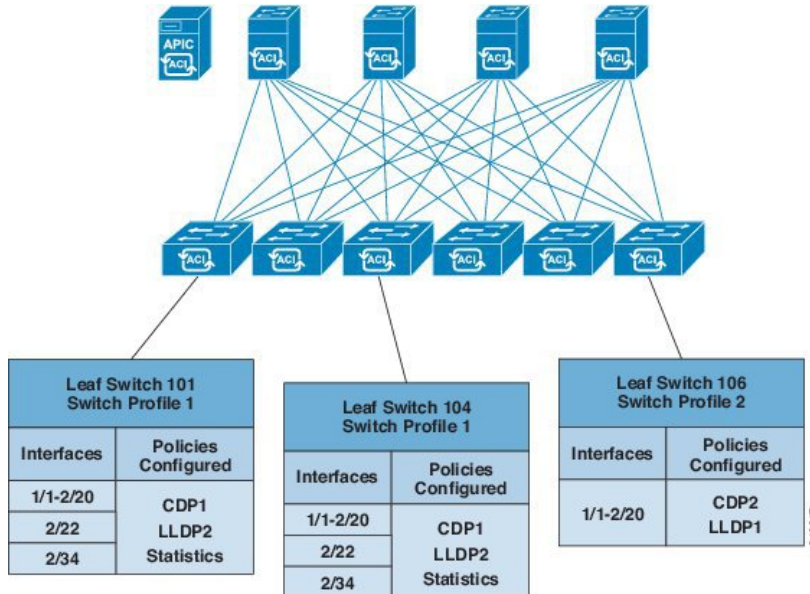 APIC
ACI
ACI
ACI
ACI
ACI
ACI
ACI
ACI
ACI
ACI
ACI
Leaf Switch 101
Switch Profile 1
Interfaces
Policies
Configured
1/1-2/20
2/22
2/34
CDP1
LLDP2
Statistics
Leaf Switch 104
Switch Profile 1
Interfaces
Policies
Configured
1/1-2/20
2/22
2/34
CDP1
LLDP2
Statistics
Leaf Switch 106
Switch Profile 2
Interfaces
Policies
Configured
1/1-2/20
CDP2
LLDP1